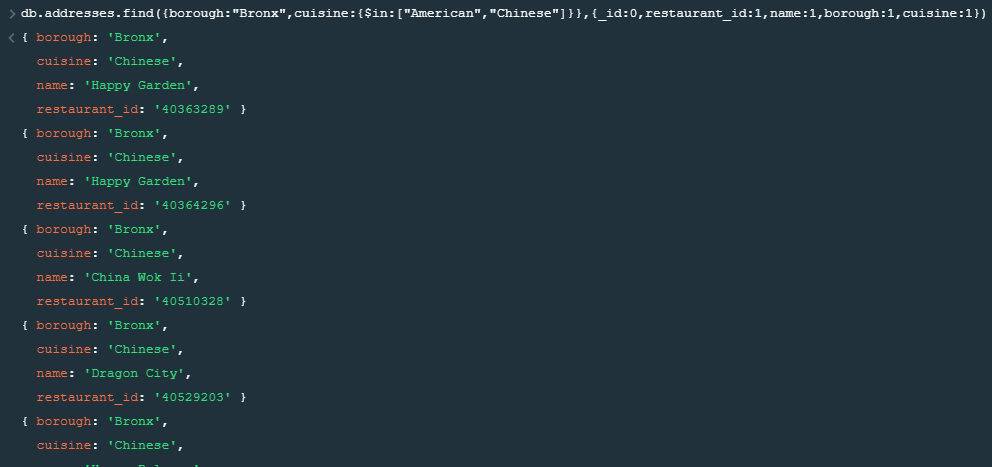 db.addresses.find({borough:"Bronx",cuisine:{$in:["American","Chinese"]}},{_id:0,restaurant_id:1,name:1,borough:1,cuisine:1})
{ borough: 'Bronx',
cuisine: 'Chinese',
name: 'Happy Garden',
restaurant_id: '40363289' }
{ borough: 'Bronx',
cuisine: 'Chinese',
name: 'Happy Garden',
restaurant_id: '40364296' }
{ borough: 'Bronx',
cuisine: 'Chinese',
name: 'China Wok Ii',
restaurant_id: '40510328' }
{ borough: 'Bronx',
cuisine: 'Chinese',
name: 'Dragon City',
restaurant_id: '40529203' }
{ borough: 'Bronx',
cuisine: 'Chinese',